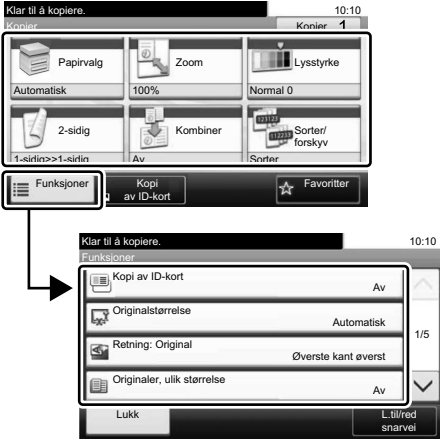 Klar til å kopiere.
10:10
Kopier
Kopier 1
Papirvalg
Zoom
Lysstyrke
Automatisk
100%
Normal 0
2-sidig
Kombiner
Sorter/
forskyv
1-sidig>>1-sidig
Av
Sorter
Funksjoner
Kopi
av ID-kort
Favoritter
Klar til å kopiere.
10:10
Funksjoner
Kopi av ID-kort
Av
Originalstørrelse
Automatisk
1/5
Retning: Original
Øverste kant øverst
Originaler, ulik størrelse
Av
Lukk
L.til/red
snarvei